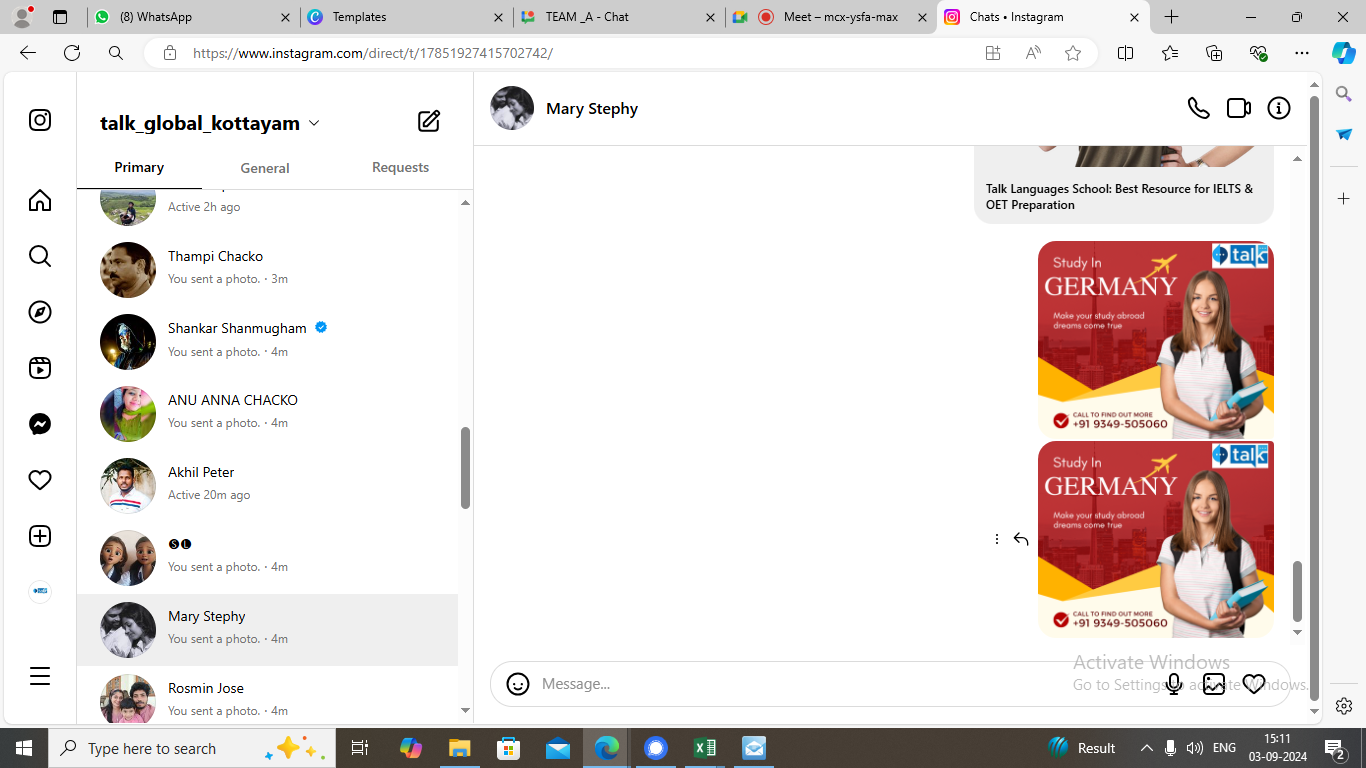 (8) WhatsApp
Templates
TEAM _A - Chat
Meet – mcx-ysfa-max
Chats • Instagram
https://www.instagram.com/direct/t/17851927415702742/
talk_global_kottayam
Primary
General
Requests
Active 2h ago
Thampi Chacko
You sent a photo. · 3m
Shankar Shanmugham
You sent a photo. · 4m
ANU ANNA CHACKO
You sent a photo. · 4m
Akhil Peter
Active 20m ago
🅢🅛
You sent a photo. · 4m
Mary Stephy
You sent a photo. · 4m
Rosmin Jose
You sent a photo. · 4m
Mary Stephy
Talk Languages School: Best Resource for IELTS &
OET Preparation
talk
Study In
GERMANY
Make your study abroad
dreams come true
CALL TO FIND OUT MORE
+91 9349-505060
talk
Study In
GERMANY
Make your study abroad
dreams come true
CALL TO FIND OUT MORE
+91 9349-505060
Message...
Activate Windows
Go to Settings to activate Windows.
Type here to search
Result
ENG
15:11
03-09-2024
2